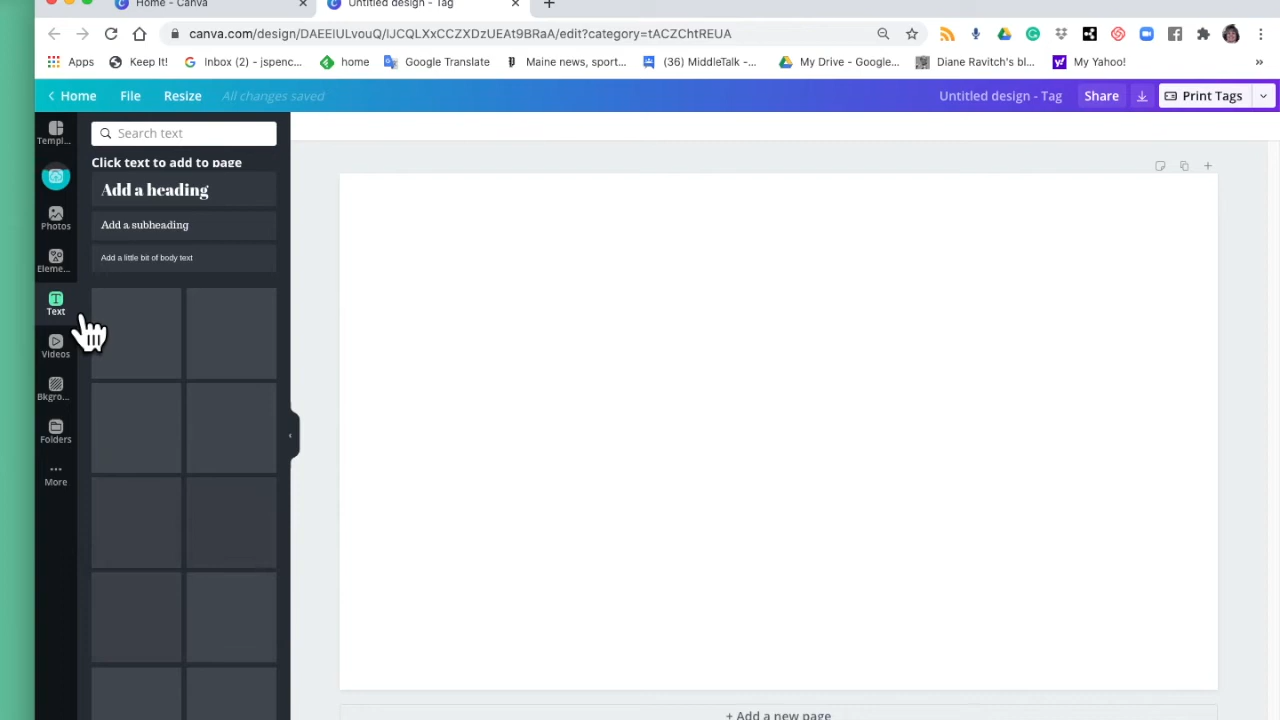 Home - Canva
Untitled design - Tag
canva.com/design/DAEElULvouQ/lJCQLXxCCZXDzUEAt9BRaA/edit?category=tACZChtREUA
Apps Keep It! Inbox (2) - jspenc... home Google Translate Maine news, sport... (36) MiddleTalk -... My Drive - Google... Diane Ravitch's bl... My Yahoo! »
Home File Resize All changes saved Untitled design - Tag Share Print Tags
Templ...
Photos
Eleme...
Text
Videos
Bkgro...
Folders
More
Search text
Click text to add to page
Add a heading
Add a subheading
Add a little bit of body text
+ Add a new page